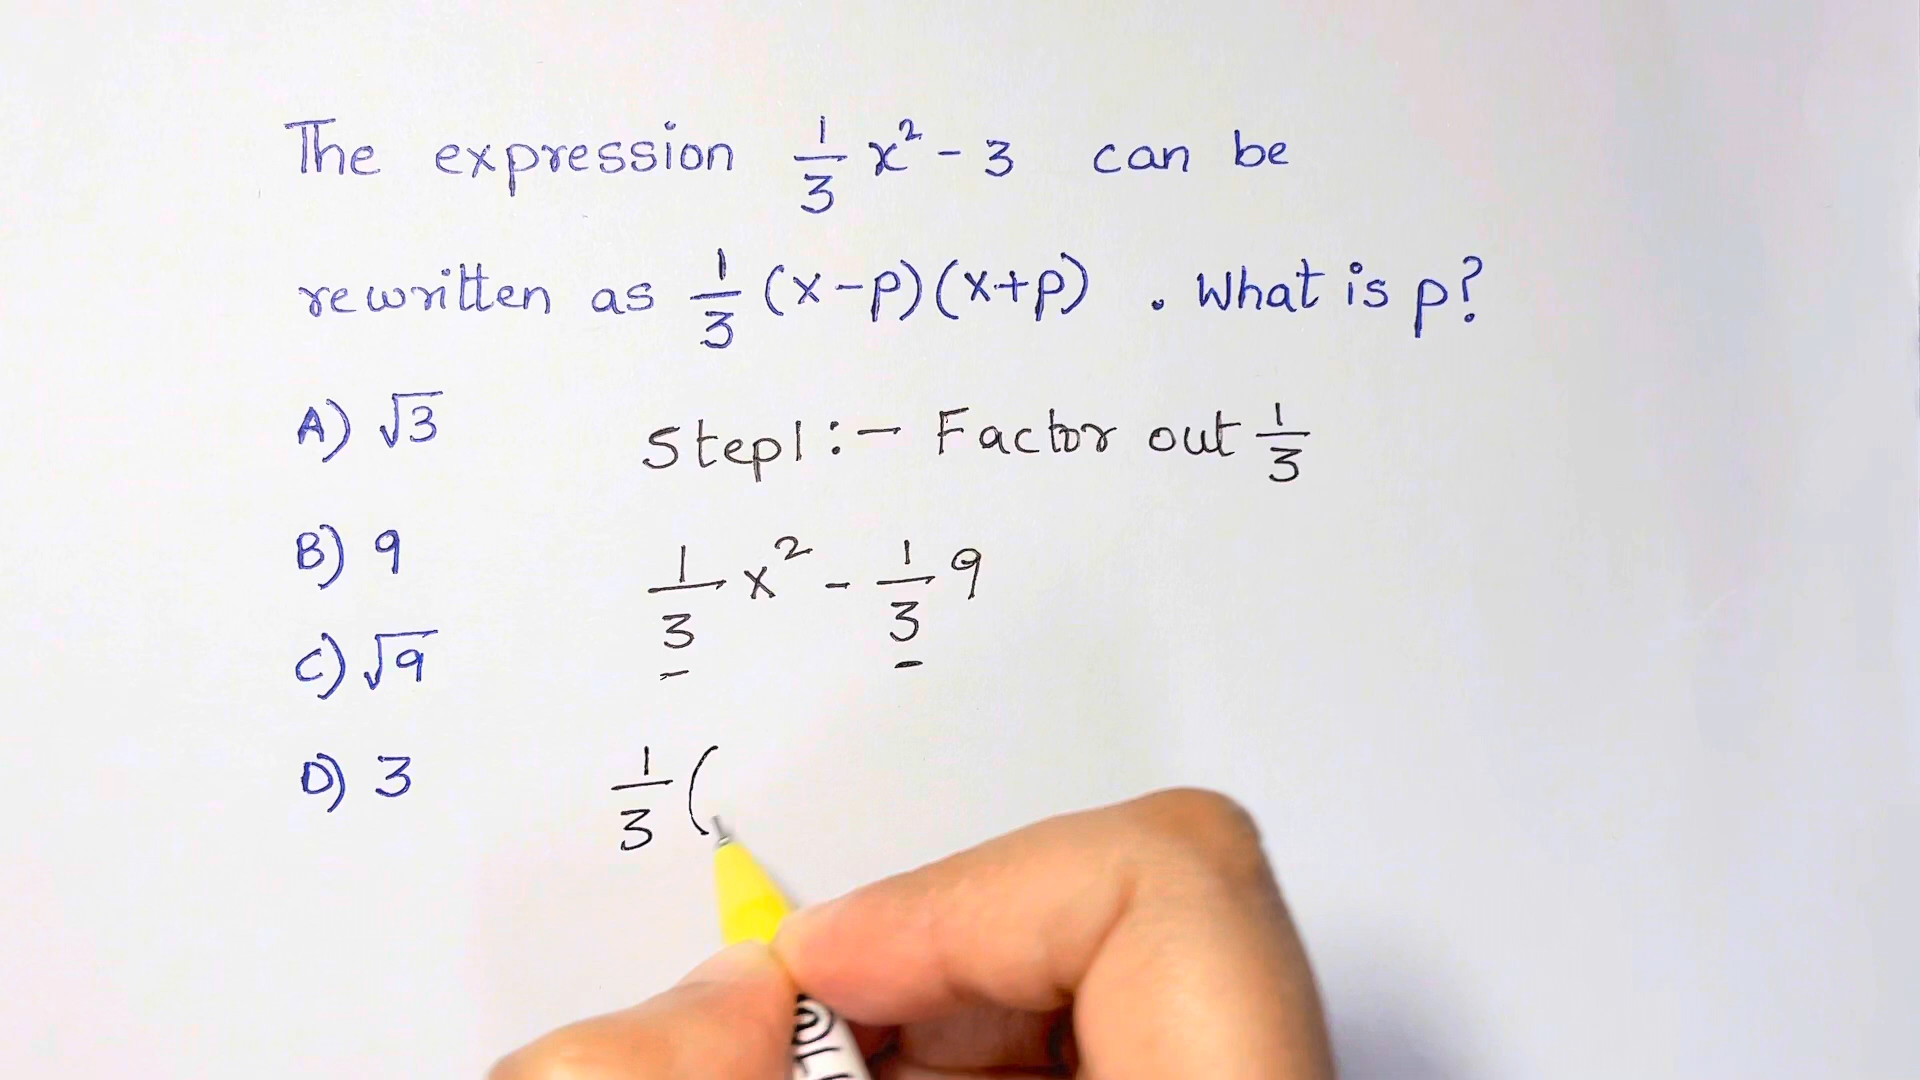 The expression 1/3 x² - 3 can be
rewritten as 1/3 (x-p)(x+p) . What is p?
A) √3
Step1:- Factor out 1/3
B) 9
1/3 x² - 1/3 9
C) √9
D) 3
1/3 (